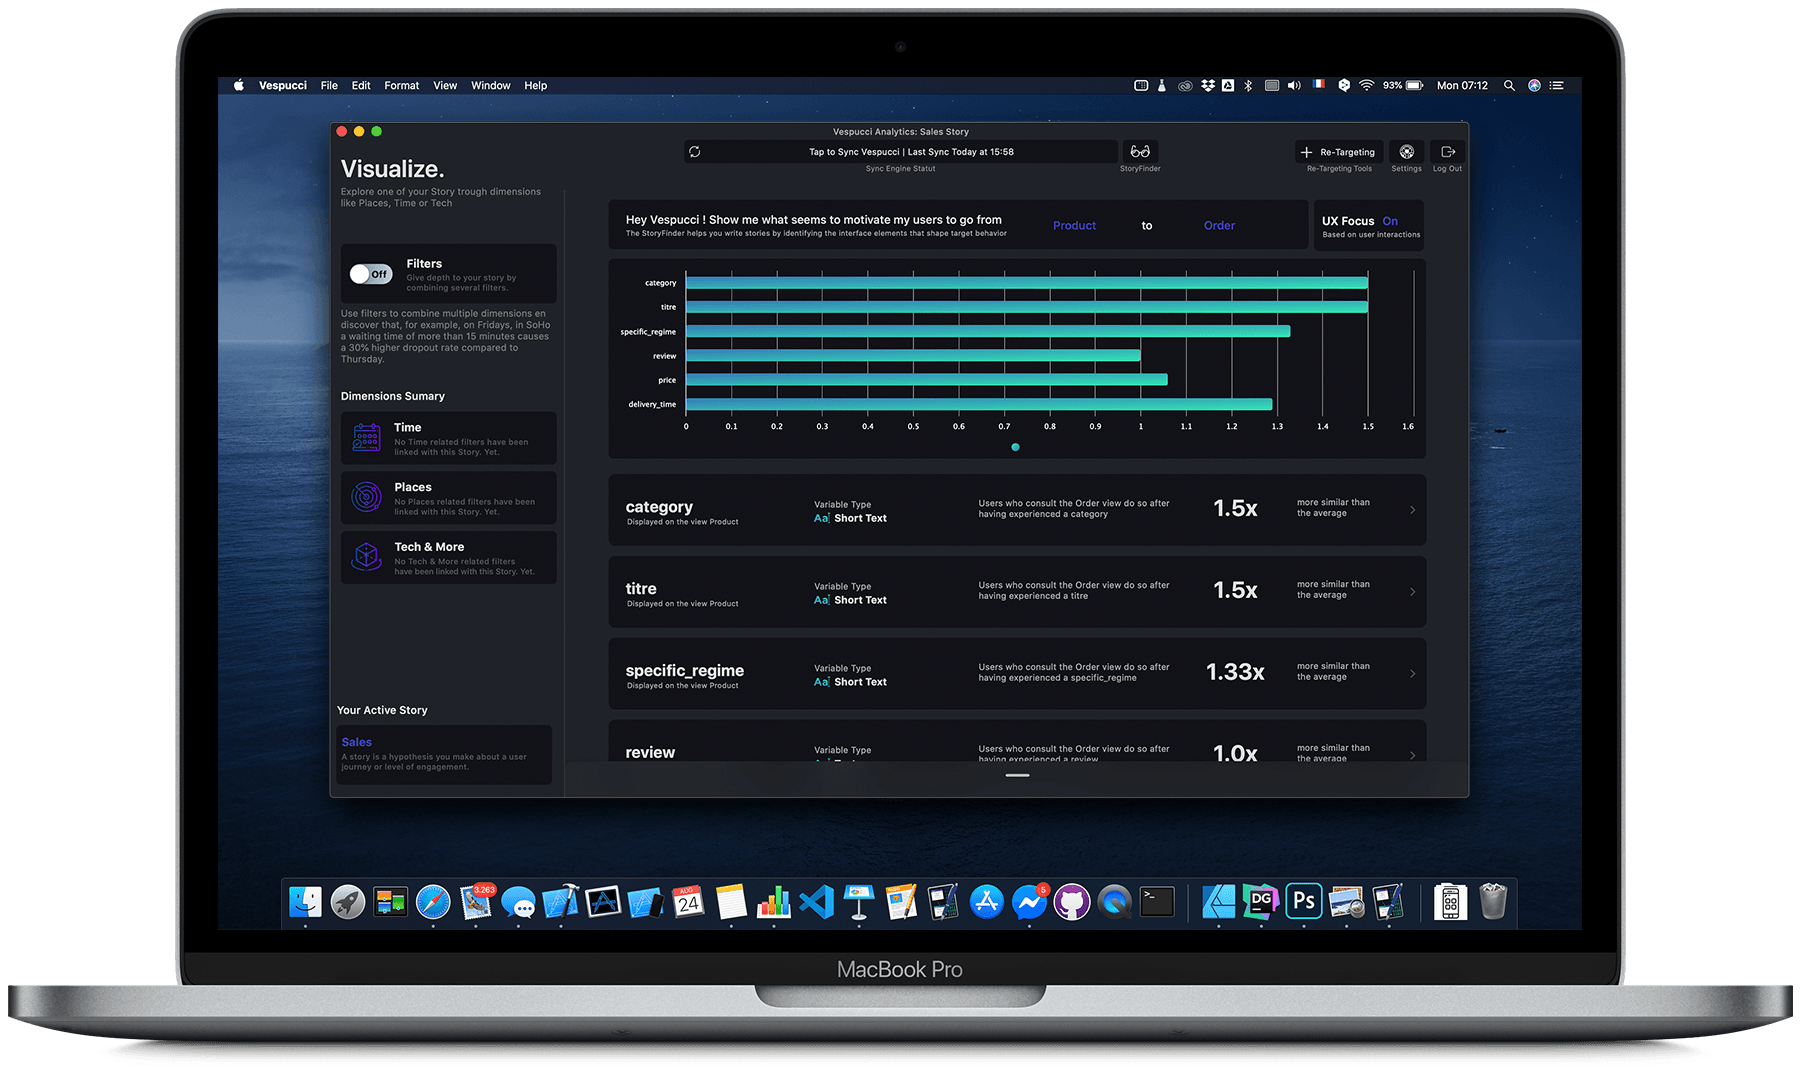 Vespucci File Edit Format View Window Help
93% Mon 07:12
Vespucci Analytics: Sales Story
Visualize.
Explore one of your Story trough dimensions
like Places, Time or Tech
Tap to Sync Vespucci | Last Sync Today at 15:58
Sync Engine Statut
StoryFinder
Re-Targeting
Re-Targeting Tools
Settings
Log Out
Off
Filters
Give depth to your story by
combining several filters.
Use filters to combine multiple dimensions en
discover that, for example, on Fridays, in SoHo
a waiting time of more than 15 minutes causes
a 30% higher dropout rate compared to
Thursday.
Dimensions Sumary
Time
No Time related filters have been
linked with this Story. Yet.
Places
No Places related filters have been
linked with this Story. Yet.
Tech & More
No Tech & More related filters
have been linked with this Story. Yet.
Your Active Story
Sales
A story is a hypothesis you make about a user
journey or level of engagement.
Hey Vespucci ! Show me what seems to motivate my users to go from
The StoryFinder helps you write stories by identifying the interface elements that shape target behavior
Product to Order
UX Focus On
Based on user interactions
category
titre
specific_regime
review
price
delivery_time
0 0.1 0.2 0.3 0.4 0.5 0.6 0.7 0.8 0.9 1 1.1 1.2 1.3 1.4 1.5 1.6
category
Displayed on the view Product
Variable Type
Aa Short Text
Users who consult the Order view do so after
having experienced a category
1.5x
more similar than
the average
titre
Displayed on the view Product
Variable Type
Aa Short Text
Users who consult the Order view do so after
having experienced a titre
1.5x
more similar than
the average
specific_regime
Displayed on the view Product
Variable Type
Aa Short Text
Users who consult the Order view do so after
having experienced a specific_regime
1.33x
more similar than
the average
review
Variable Type
Users who consult the Order view do so after
having experienced a review
1.0x
more similar than
the average
3.263
AUG
24
5
DG
Ps
MacBook Pro